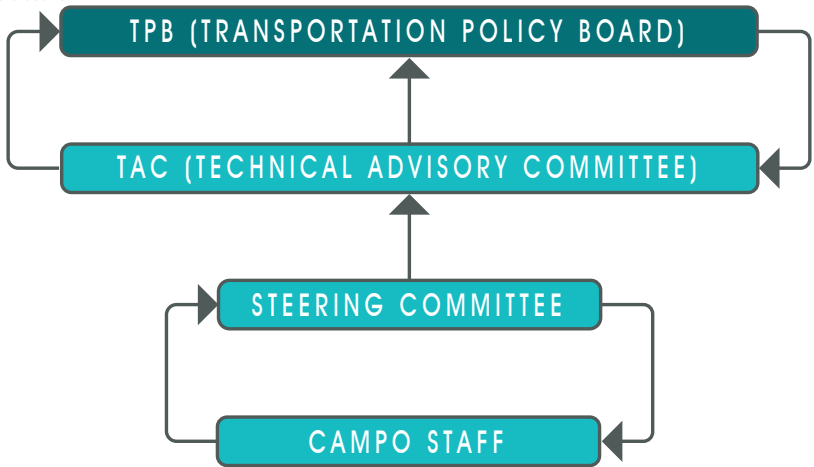 TPB (TRANSPORTATION POLICY BOARD)
TAC (TECHNICAL ADVISORY COMMITTEE)
STEERING COMMITTEE
CAMPO STAFF